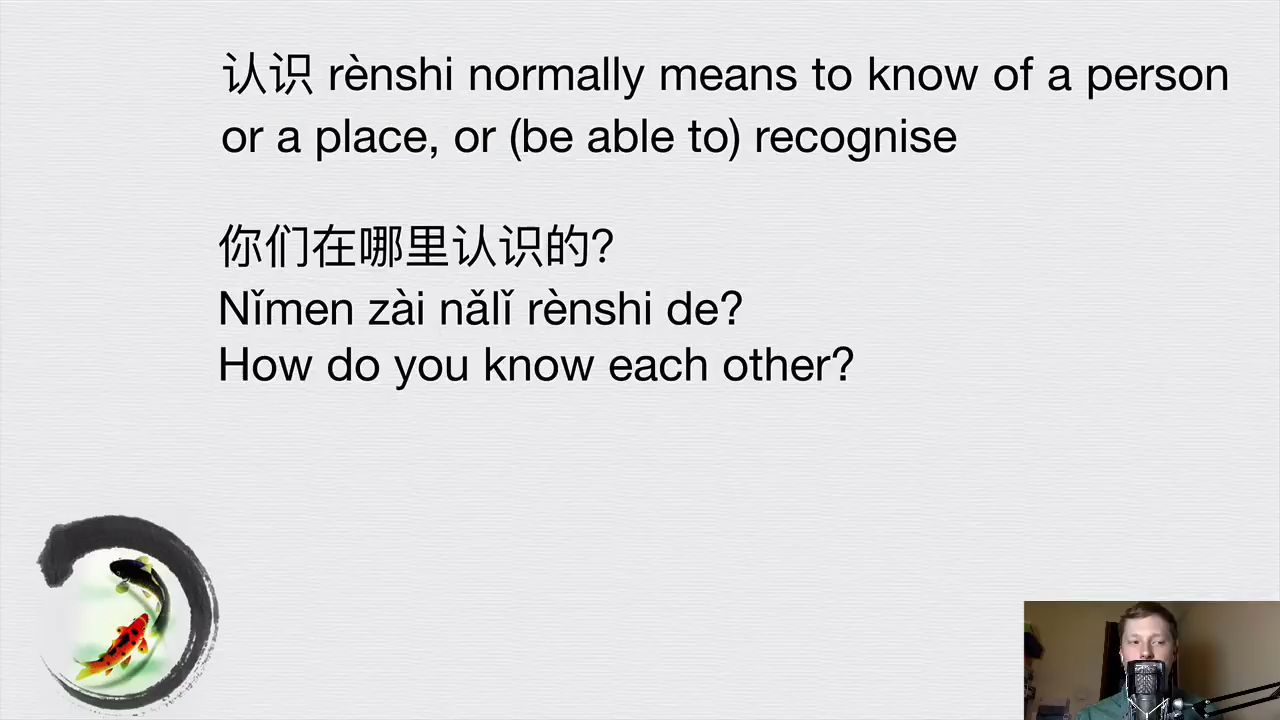 认识 rènshi normally means to know of a person
or a place, or (be able to) recognise
你们在哪里认识的?
Nǐmen zài nǎlǐ rènshi de?
How do you know each other?